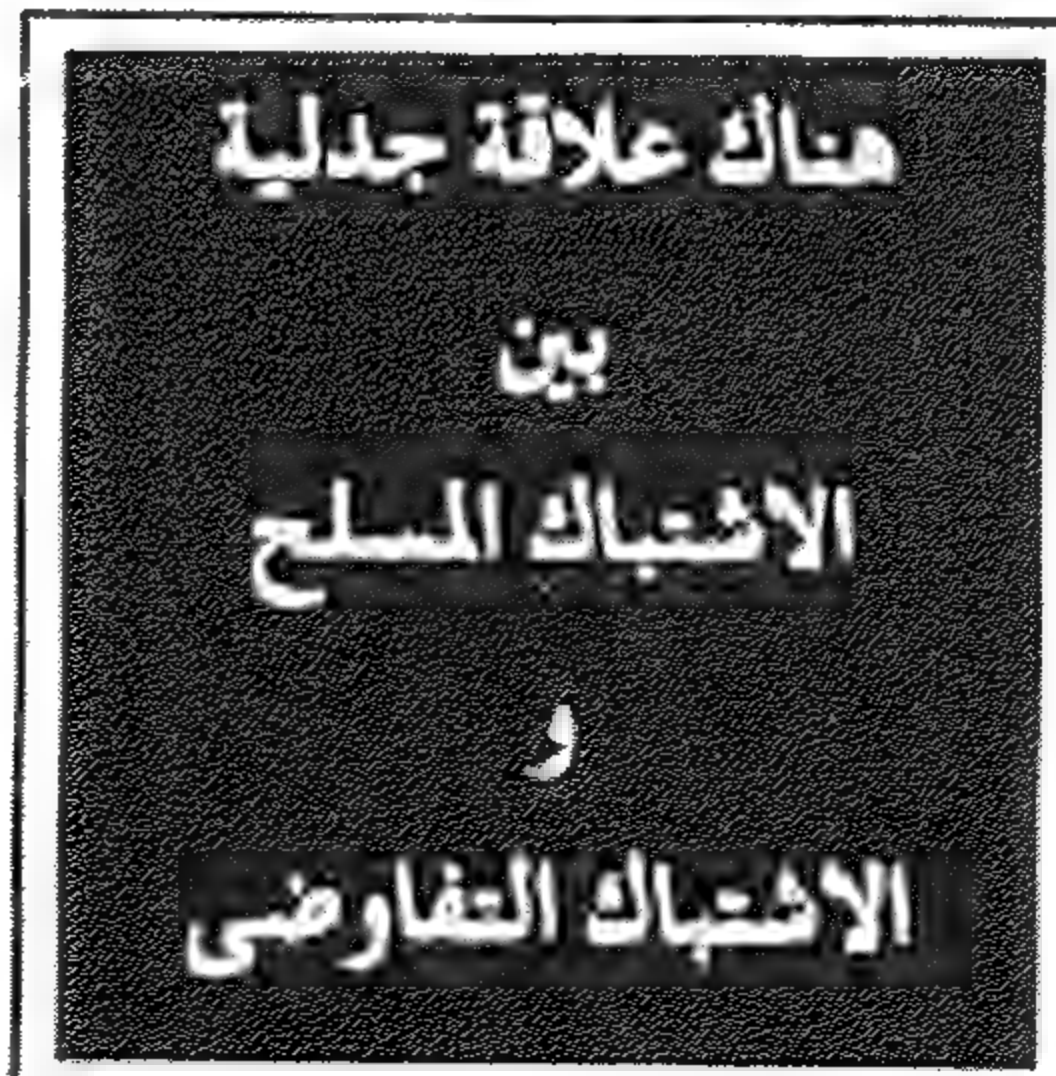 هناك علاقة جدلية
بين
الاشتباك المسلح
و
الاشتباك التفاوضى